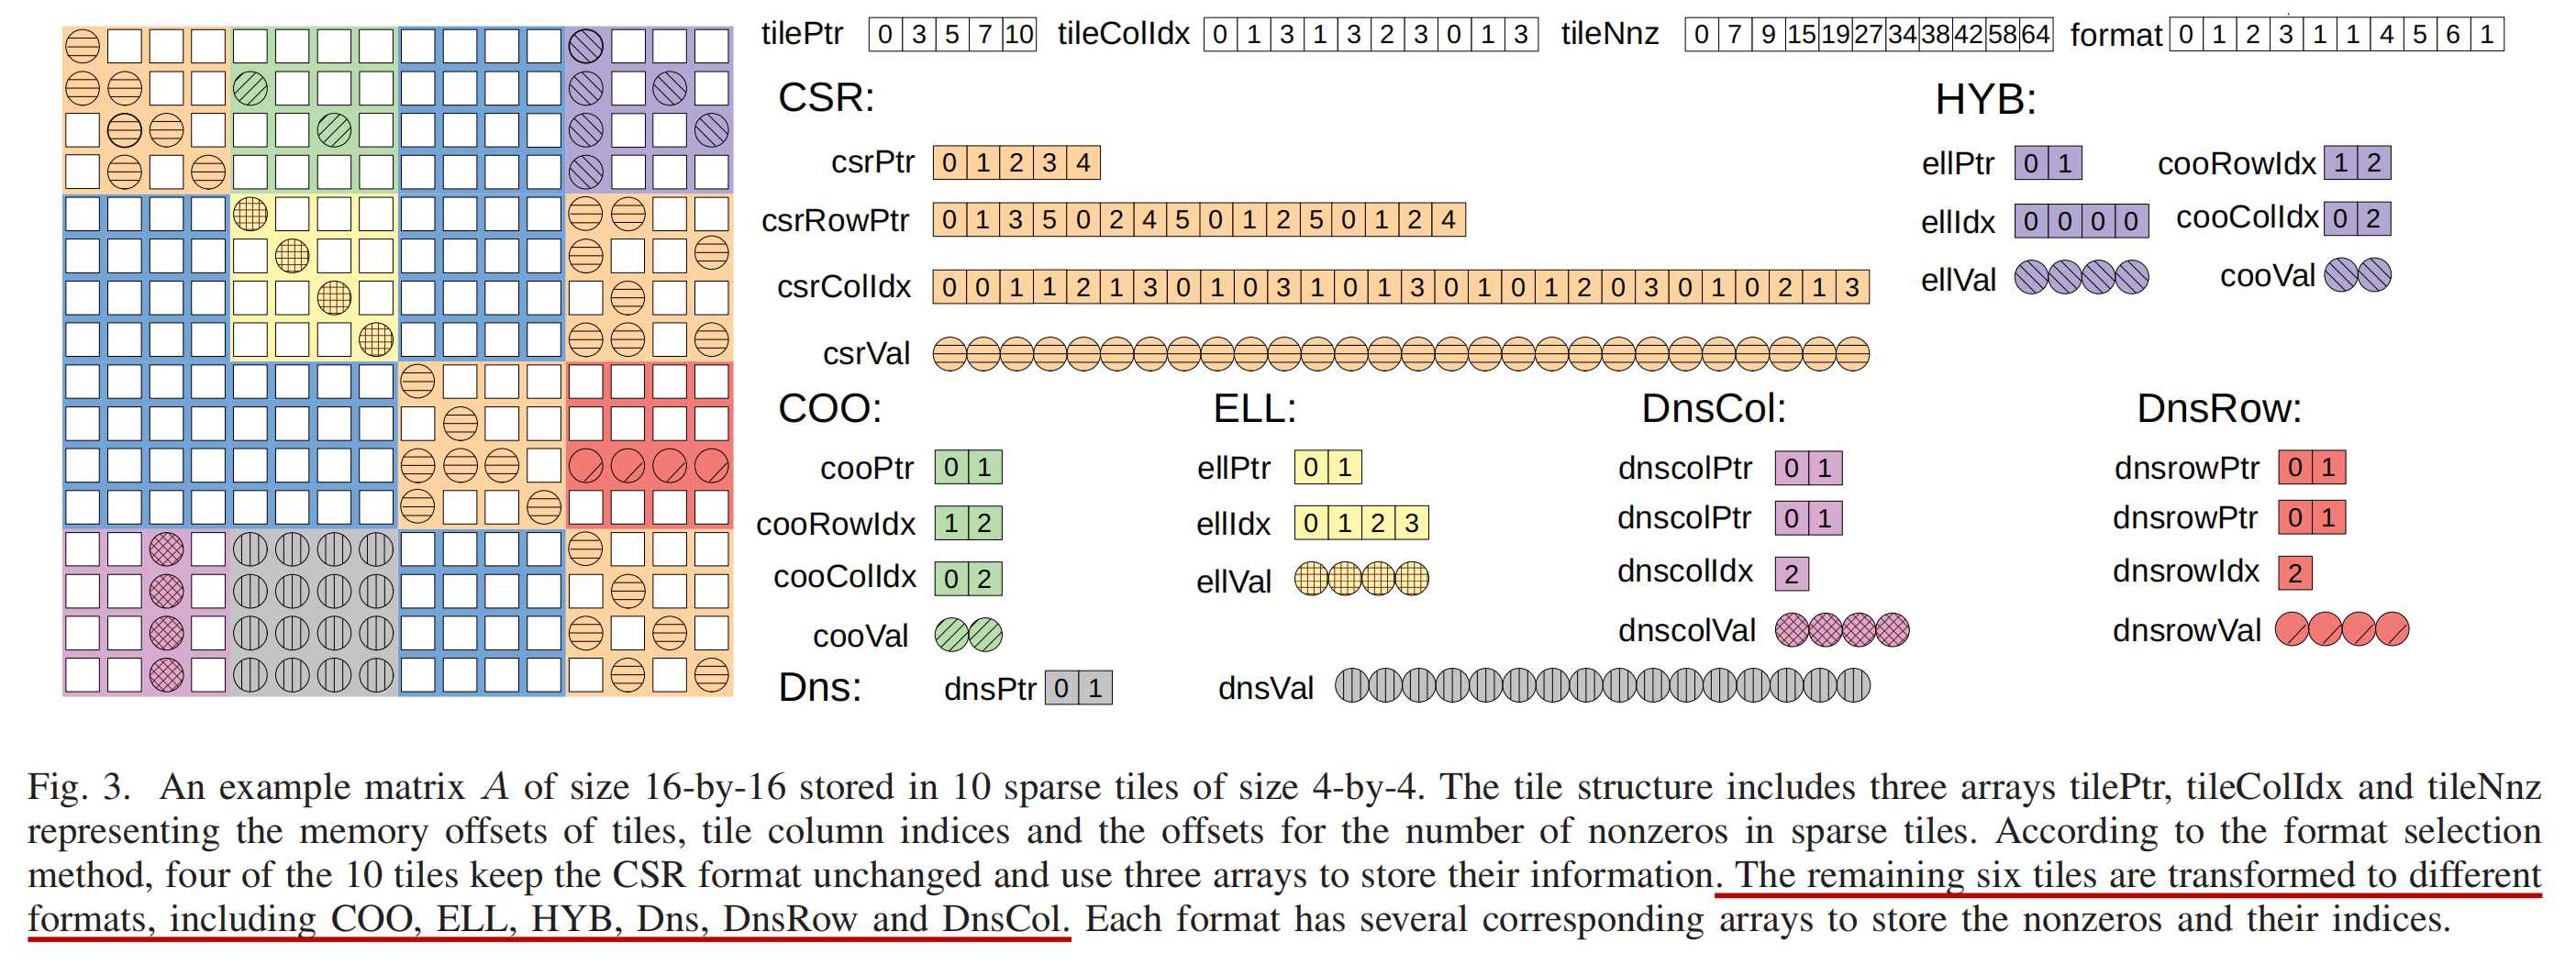 tilePtr 0 3 5 7 10 tileColIdx 0 1 3 1 3 2 3 0 1 3 tileNnz 0 7 9 15 19 27 34 38 42 58 64 format 0 1 2 3 1 1 4 5 6 1
CSR:
csrPtr 0 1 2 3 4
csrRowPtr 0 1 3 5 0 2 4 5 0 1 2 5 0 1 2 4
csrColIdx 0 0 1 1 2 1 3 0 1 0 3 1 0 1 3 0 1 0 1 2 0 3 0 1 0 2 1 3
csrVal
HYB:
ellPtr 0 1 cooRowIdx 1 2
ellIdx 0 0 0 0 cooColIdx 0 2
ellVal cooVal
COO:
cooPtr 0 1
cooRowIdx 1 2
cooColIdx 0 2
cooVal
ELL:
ellPtr 0 1
ellIdx 0 1 2 3
ellVal
DnsCol:
dnscolPtr 0 1
dnscolPtr 0 1
dnscolIdx 2
dnscolVal
DnsRow:
dnsrowPtr 0 1
dnsrowPtr 0 1
dnsrowIdx 2
dnsrowVal
Dns: dnsPtr 0 1 dnsVal
Fig. 3. An example matrix A of size 16-by-16 stored in 10 sparse tiles of size 4-by-4. The tile structure includes three arrays tilePtr, tileColIdx and tileNnz
representing the memory offsets of tiles, tile column indices and the offsets for the number of nonzeros in sparse tiles. According to the format selection
method, four of the 10 tiles keep the CSR format unchanged and use three arrays to store their information. The remaining six tiles are transformed to different
formats, including COO, ELL, HYB, Dns, DnsRow and DnsCol. Each format has several corresponding arrays to store the nonzeros and their indices.